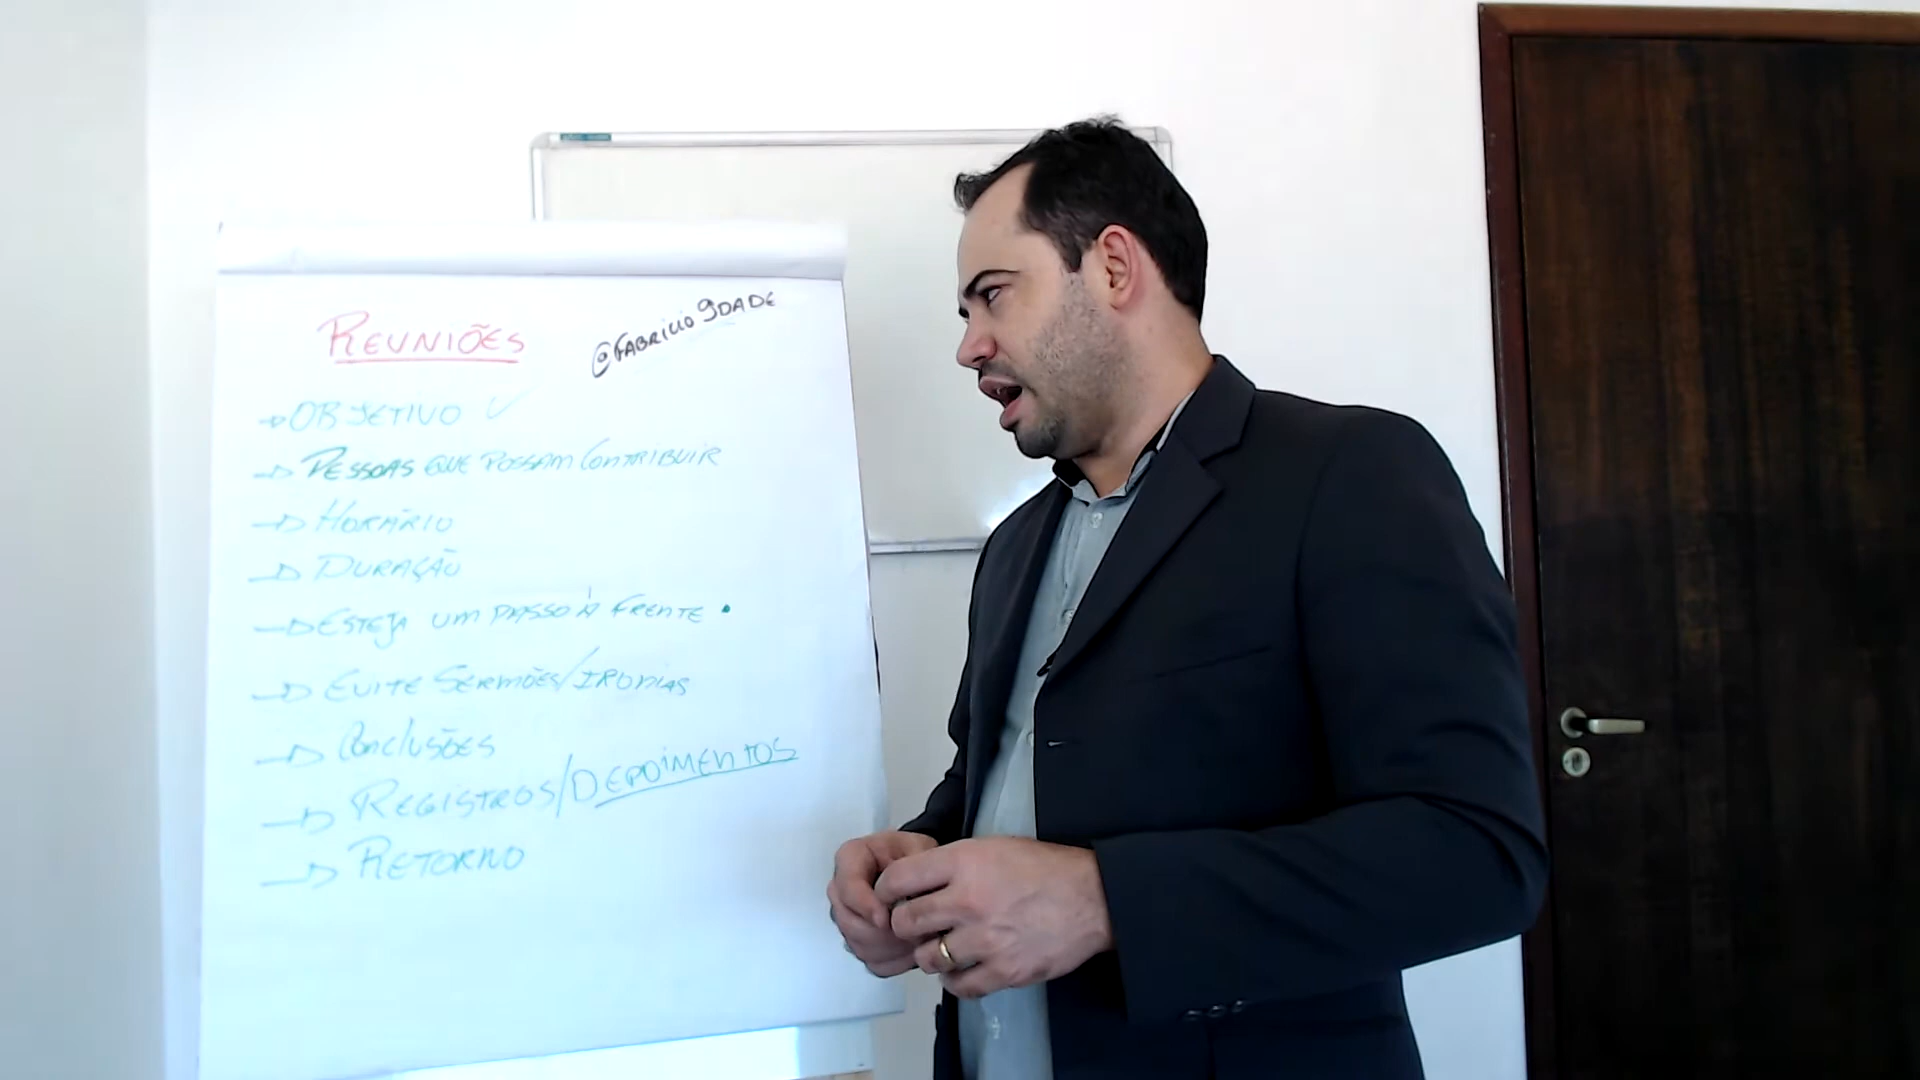 REUNIÕES
@FABRICIO9DADE
→ OBJETIVO ✓
→ PESSOAS QUE POSSAM CONTRIBUIR
→ HORÁRIO
→ DURAÇÃO
→ ESTEJA UM PASSO À FRENTE •
→ EVITE SERMÕES/IRONIAS
→ CONCLUSÕES
→ REGISTROS/DEPOIMENTOS
→ RETORNO